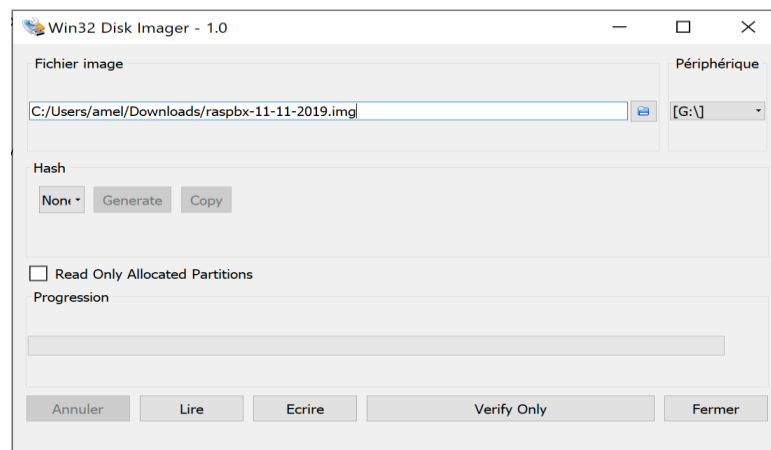 Win32 Disk Imager - 1.0
Fichier image
Périphérique
C:/Users/amel/Downloads/raspbx-11-11-2019.img
[G:\]
Hash
None
Generate
Copy
Read Only Allocated Partitions
Progression
Annuler
Lire
Ecrire
Verify Only
Fermer